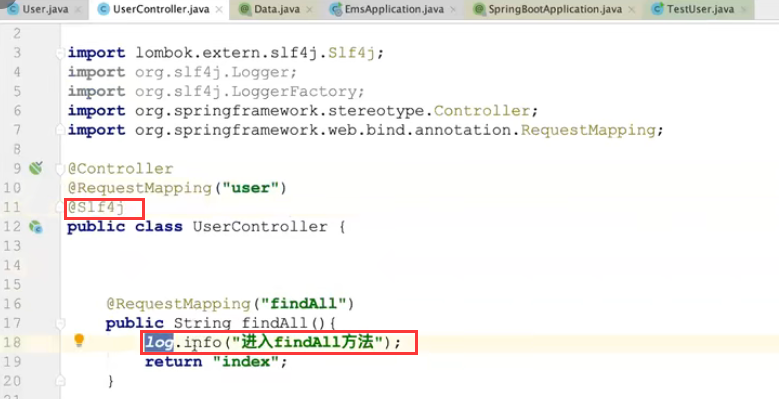 User.java × UserController.java × Data.java × EmsApplication.java × SpringBootApplication.java × TestUser.java ×
2
3 import lombok.extern.slf4j.Slf4j;
4 import org.slf4j.Logger;
5 import org.slf4j.LoggerFactory;
6 import org.springframework.stereotype.Controller;
7 import org.springframework.web.bind.annotation.RequestMapping;
8
9 @Controller
10 @RequestMapping("user")
11 @Slf4j
12 public class UserController {
13
14
15
16 @RequestMapping("findAll")
17 public String findAll(){
18 log.info("进入findAll方法");
19 return "index";
20 }